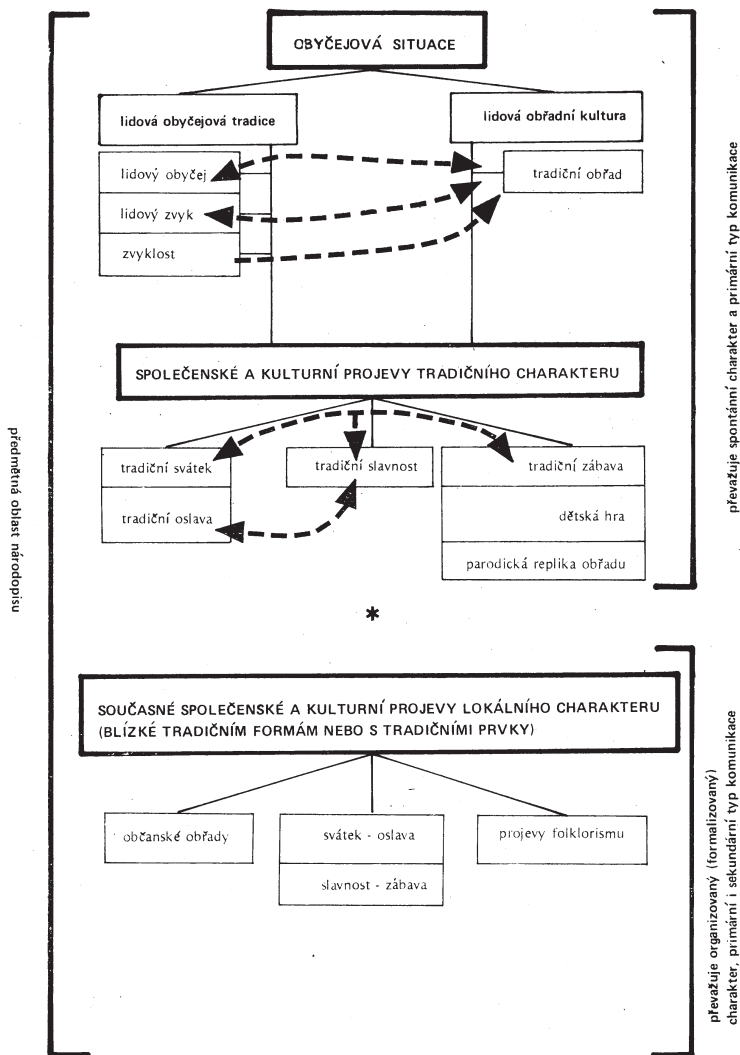 OBYČEJOVÁ SITUACE
lidová obyčejová tradice
lidová obřadní kultura
lidový obyčej
lidový zvyk
zvyklost
tradiční obřad
SPOLEČENSKÉ A KULTURNÍ PROJEVY TRADIČNÍHO CHARAKTERU
tradiční svátek
tradiční oslava
tradiční slavnost
tradiční zábava
dětská hra
parodická replika obřadu
*
SOUČASNÉ SPOLEČENSKÉ A KULTURNÍ PROJEVY LOKÁLNÍHO CHARAKTERU
(BLÍZKÉ TRADIČNÍM FORMÁM NEBO S TRADIČNÍMI PRVKY)
občanské obřady
svátek - oslava
slavnost - zábava
projevy folklorismu
předmětná oblast národopisu
převažuje spontánní charakter a primární typ komunikace
převažuje organizovaný (formalizovaný)
charakter, primární i sekundární typ komunikace